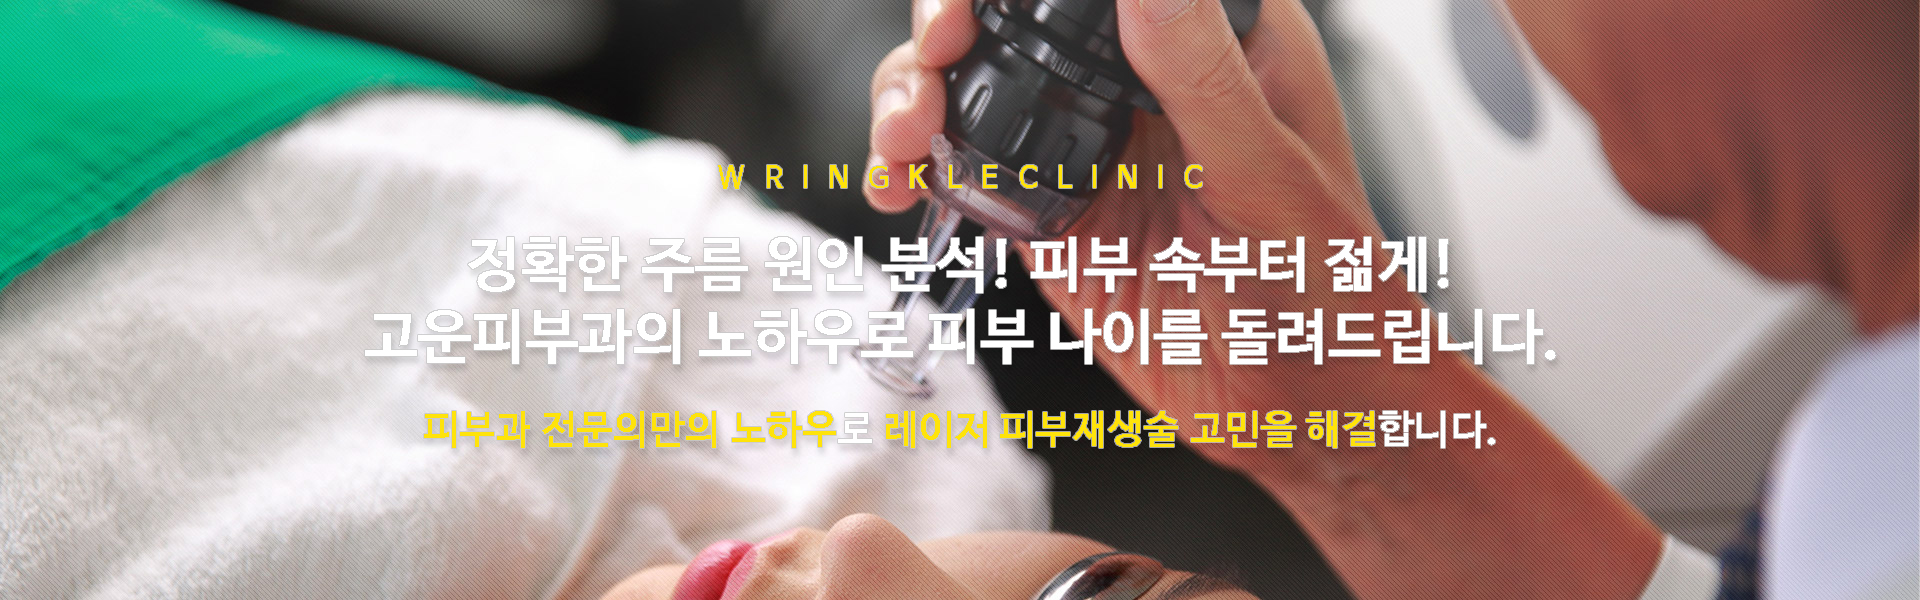 WRINGKLECLINIC
정확한 주름 원인 분석! 피부 속부터 젊게!
고운피부과의 노하우로 피부 나이를 돌려드립니다.
피부과 전문의만의 노하우로 레이저 피부재생술 고민을 해결합니다.